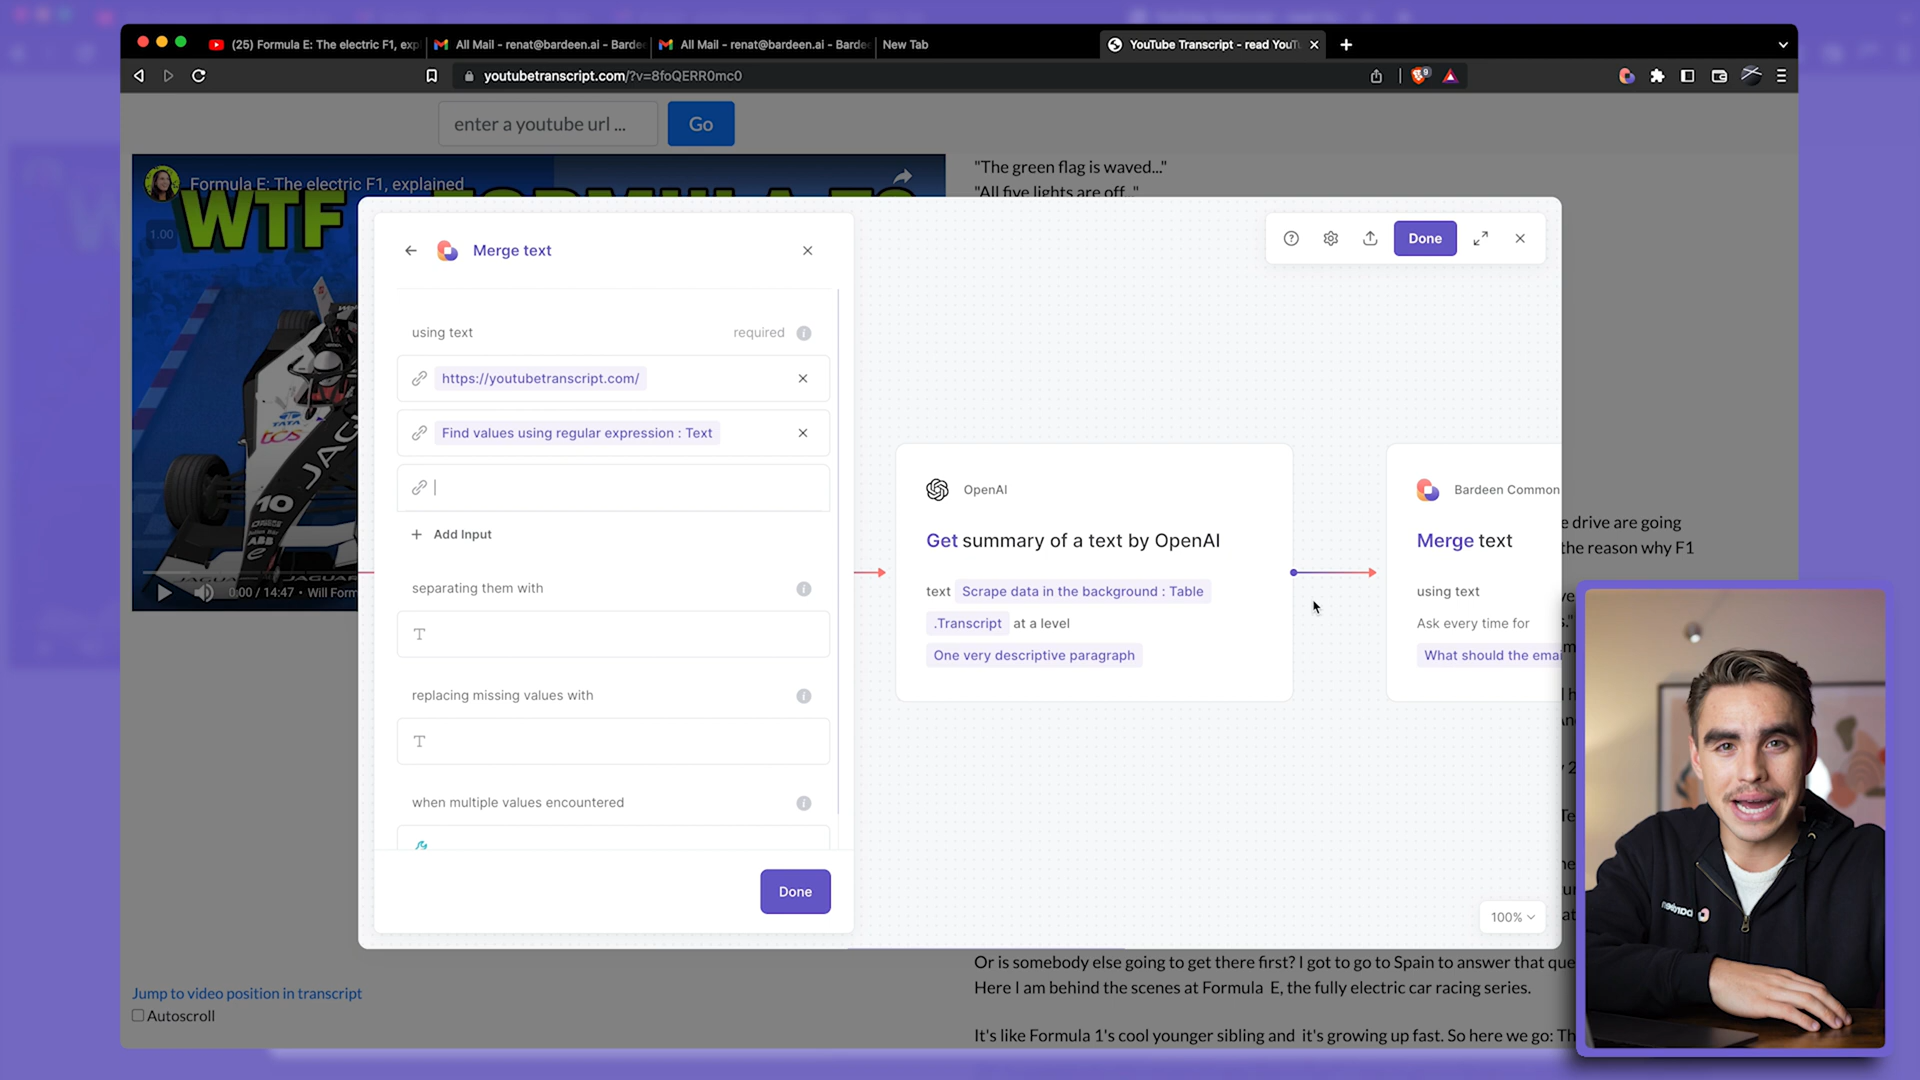 (25) Formula E: The electric F1, exp
All Mail - renat@bardeen.ai - Barde
All Mail - renat@bardeen.ai - Barde
New Tab
YouTube Transcript - read YouT
youtubetranscript.com/?v=8foQERR0mc0
enter a youtube url ...
Go
Formula E: The electric F1, explained
1.00
WTF
10
ABB
JAGUAR
TATA
TCS
0:00 / 14:47 • Will Form
Jump to video position in transcript
Autoscroll
"The green flag is waved..."
"All five lights are off.."
Merge text
using text
required
https://youtubetranscript.com/
Find values using regular expression : Text
+ Add Input
separating them with
T
replacing missing values with
T
when multiple values encountered
Done
Done
OpenAI
Get summary of a text by OpenAI
text Scrape data in the background : Table
.Transcript at a level
One very descriptive paragraph
Bardeen Common
Merge text
using text
Ask every time for
What should the emai
100%
e drive are going
the reason why F1
Or is somebody else going to get there first? I got to go to Spain to answer that que
Here I am behind the scenes at Formula E, the fully electric car racing series.
It's like Formula 1's cool younger sibling and it's growing up fast. So here we go: Th